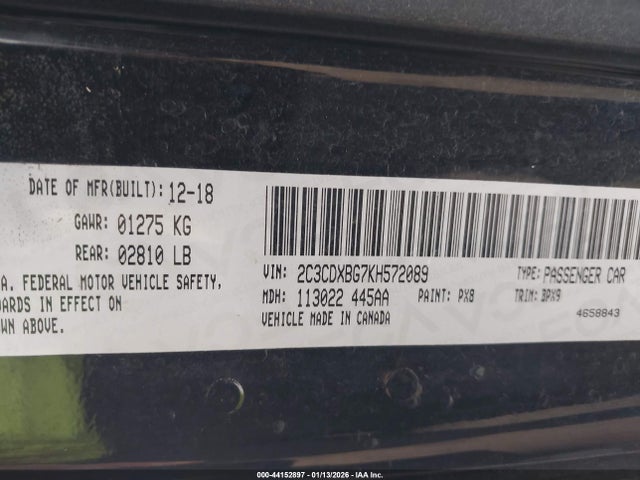 DATE OF MFR(BUILT): 12-18
GAWR: 01275 KG
REAR: 02810 LB
A. FEDERAL MOTOR VEHICLE SAFETY,
ARDS IN EFFECT ON
WN ABOVE.
VIN: 2C3CDXBG7KH572089 TYPE: PASSENGER CAR
MDH: 113022 445AA PAINT: PX8 TRIM: BPX9
VEHICLE MADE IN CANADA
4658843
000-44152897 - 01/13/2026 - IAA Inc.